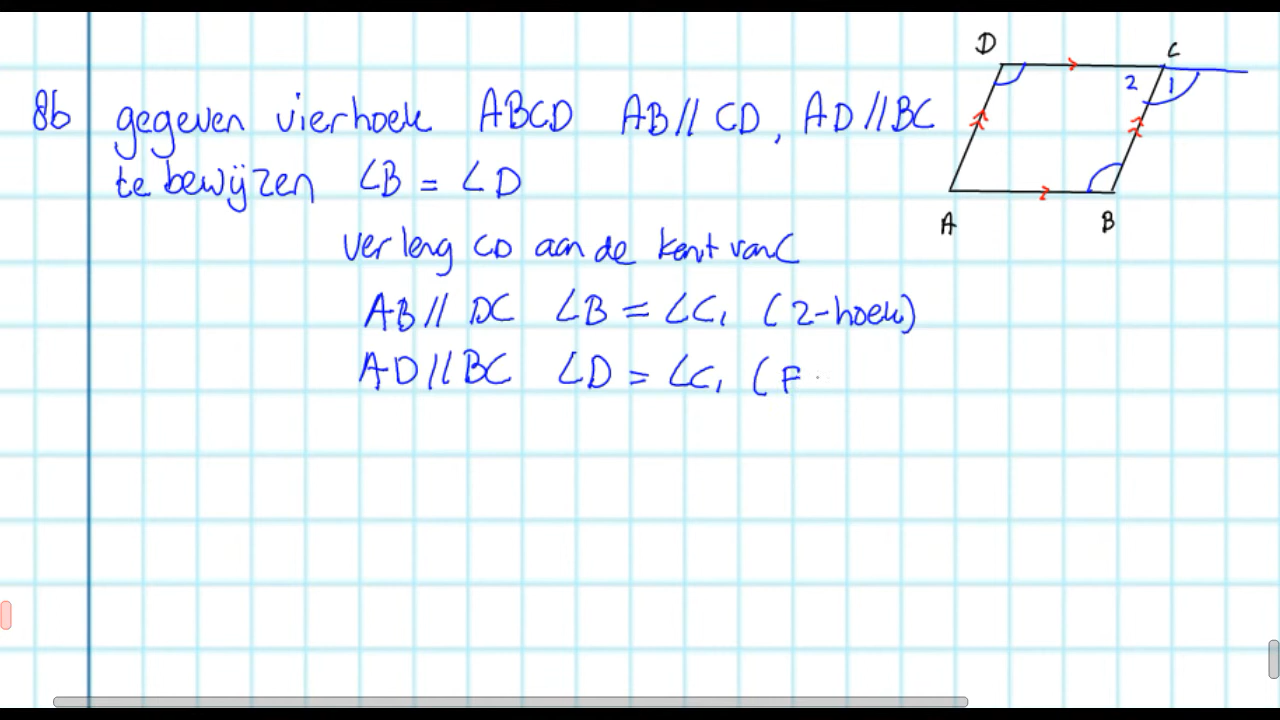 8b gegeven vierhoek ABCD AB // CD, AD // BC
te bewijzen ∠B = ∠D
verleng CD aan de kant van C
AB // DC ∠B = ∠C₁ (Z-hoek)
AD // BC ∠D = ∠C₁ (F
D
C
2
1
A
B